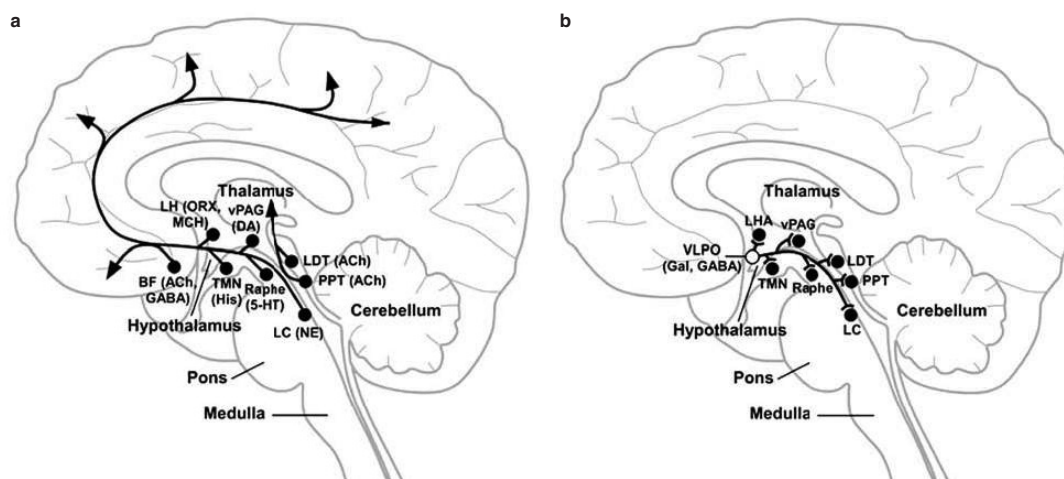 a
Thalamus
LH (ORX,
MCH)
vPAG
(DA)
BF (ACh,
GABA)
TMN
(His)
Raphe
(5-HT)
LDT (ACh)
PPT (ACh)
LC (NE)
Hypothalamus
Cerebellum
Pons
Medulla
b
Thalamus
LHA
vPAG
VLPO
(Gal, GABA)
TMN
Raphe
LDT
PPT
LC
Hypothalamus
Cerebellum
Pons
Medulla